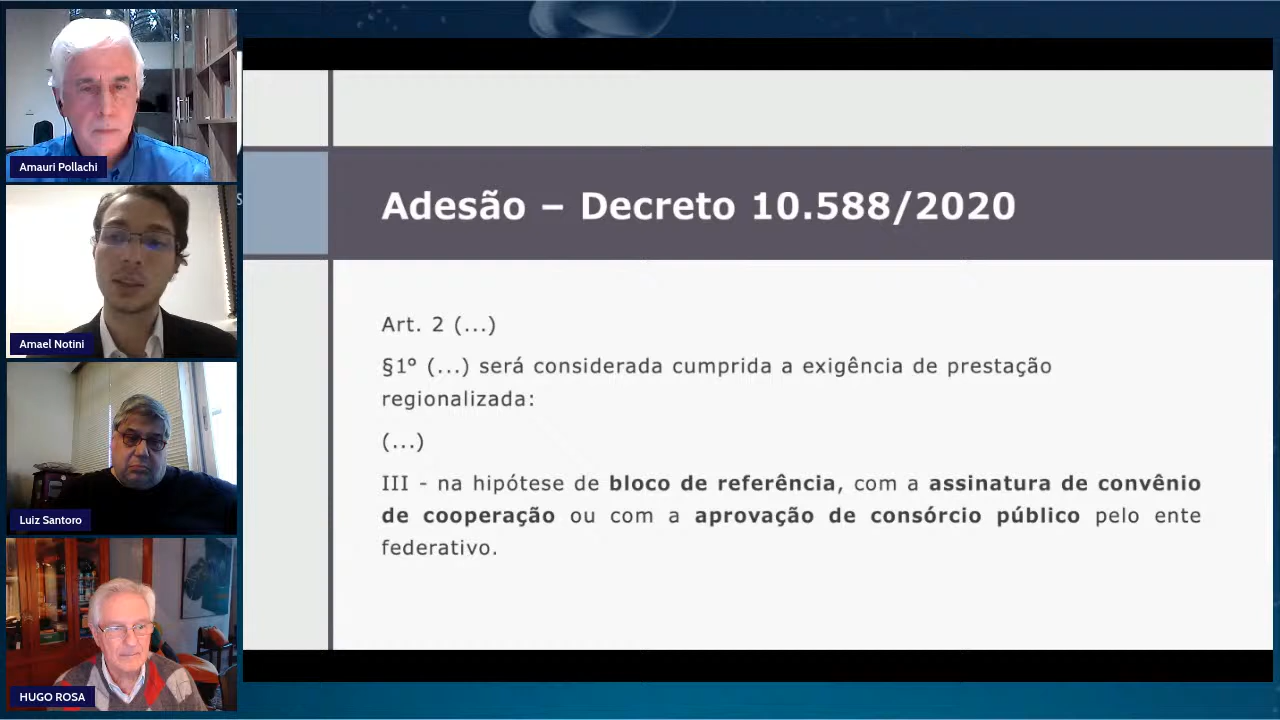 Amauri Pollachi
Amael Notini
Luiz Santoro
HUGO ROSA
S
Adesão – Decreto 10.588/2020
Art. 2 (...)
§1º (...) será considerada cumprida a exigência de prestação
regionalizada:
(...)
III - na hipótese de bloco de referência, com a assinatura de convênio
de cooperação ou com a aprovação de consórcio público pelo ente
federativo.